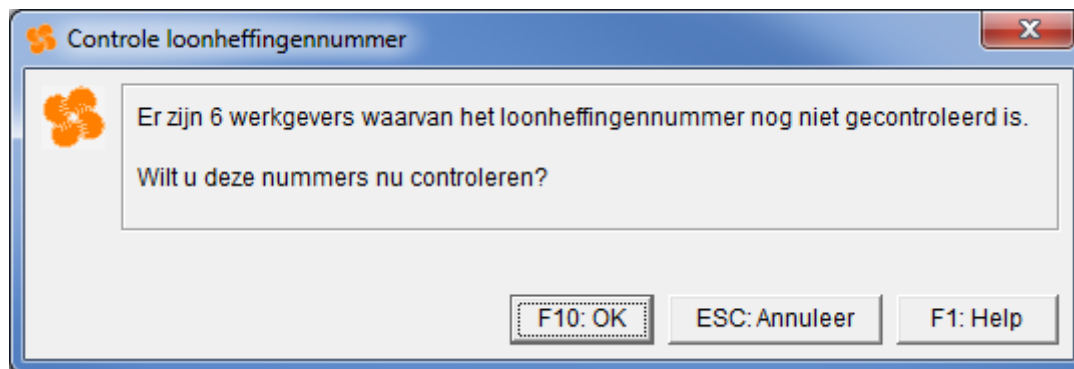 Controle loonheffingennummer
Er zijn 6 werkgevers waarvan het loonheffingennummer nog niet gecontroleerd is.
Wilt u deze nummers nu controleren?
F10: OK ESC: Annuleer F1: Help